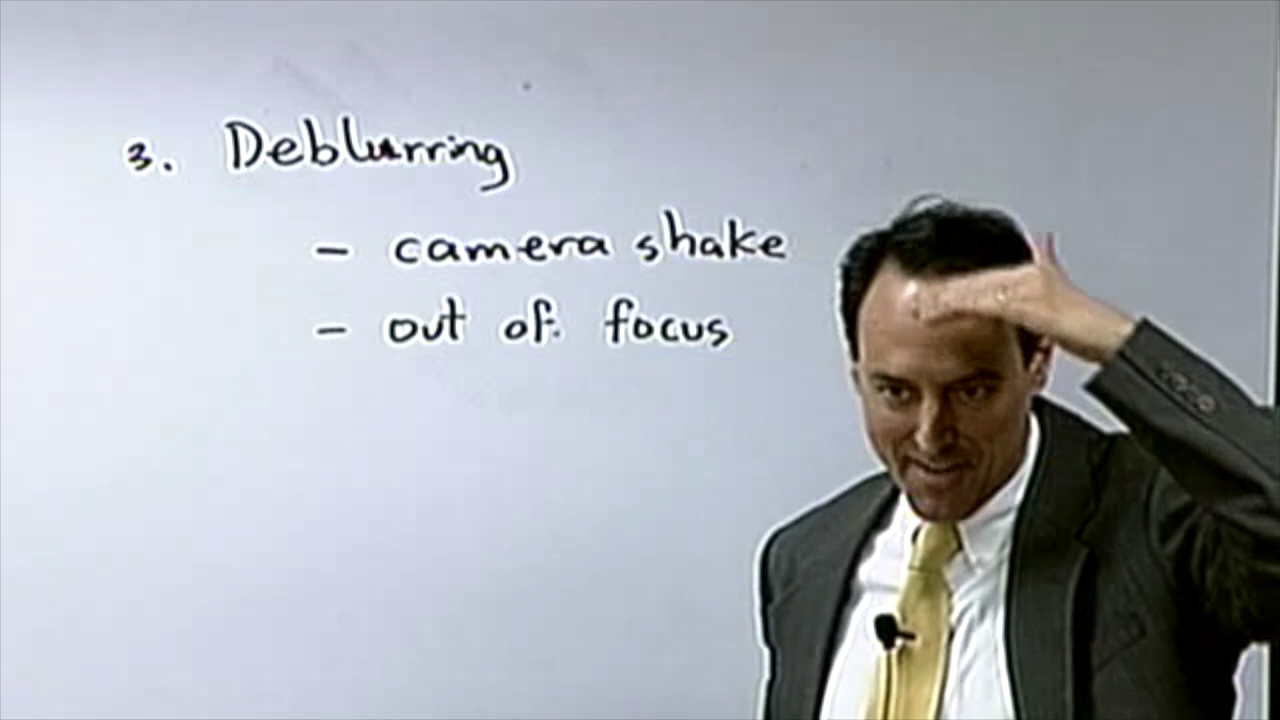 3. Deblurring
- camera shake
- out of focus